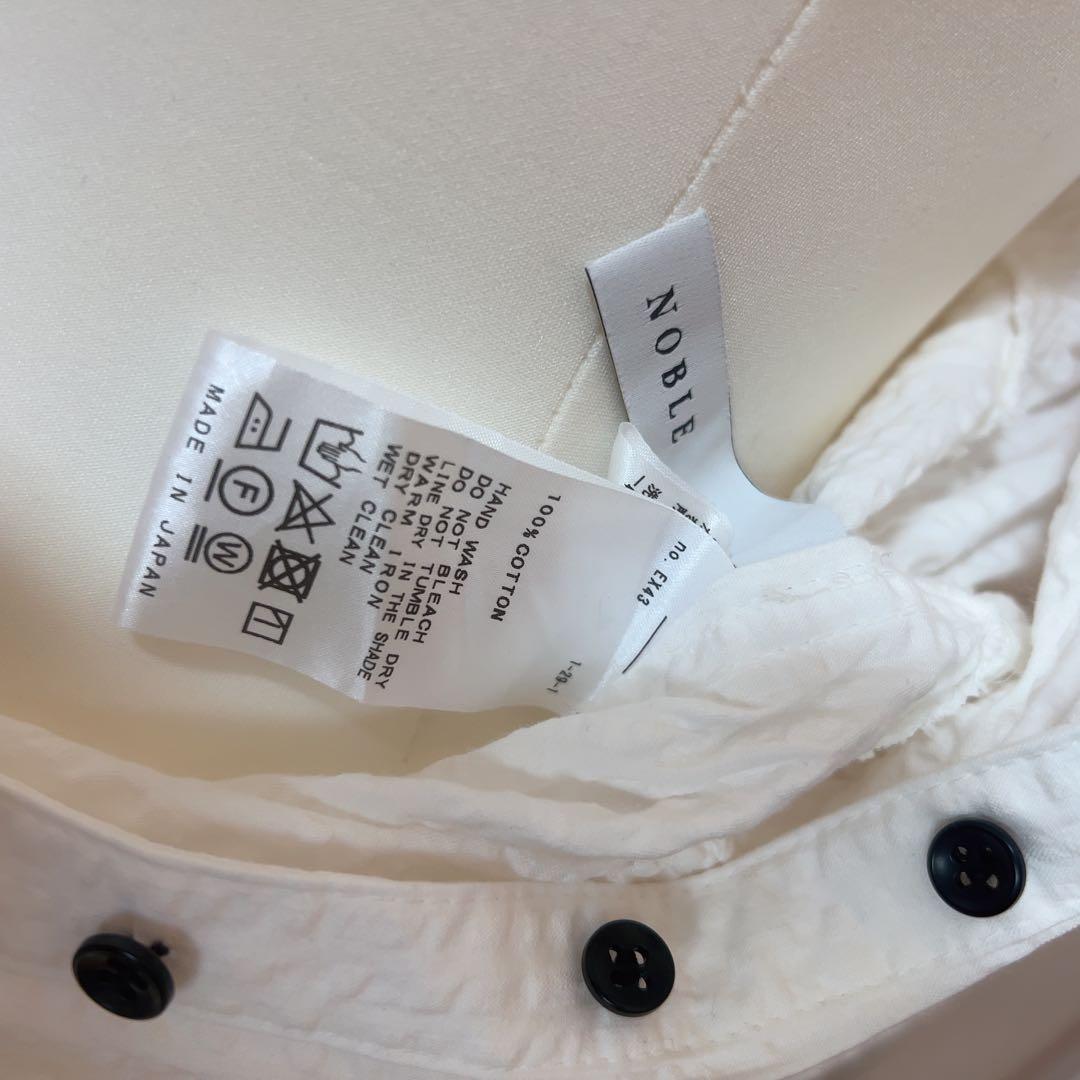 NOBLE
no. EX43
1-29-1
100% COTTON
HAND WASH
DO NOT BLEACH
DO NOT TUMBLE DRY
LINE DRY IN THE SHADE
WARM IRON
DRY CLEAN
WET CLEAN
F
W
MADE IN JAPAN